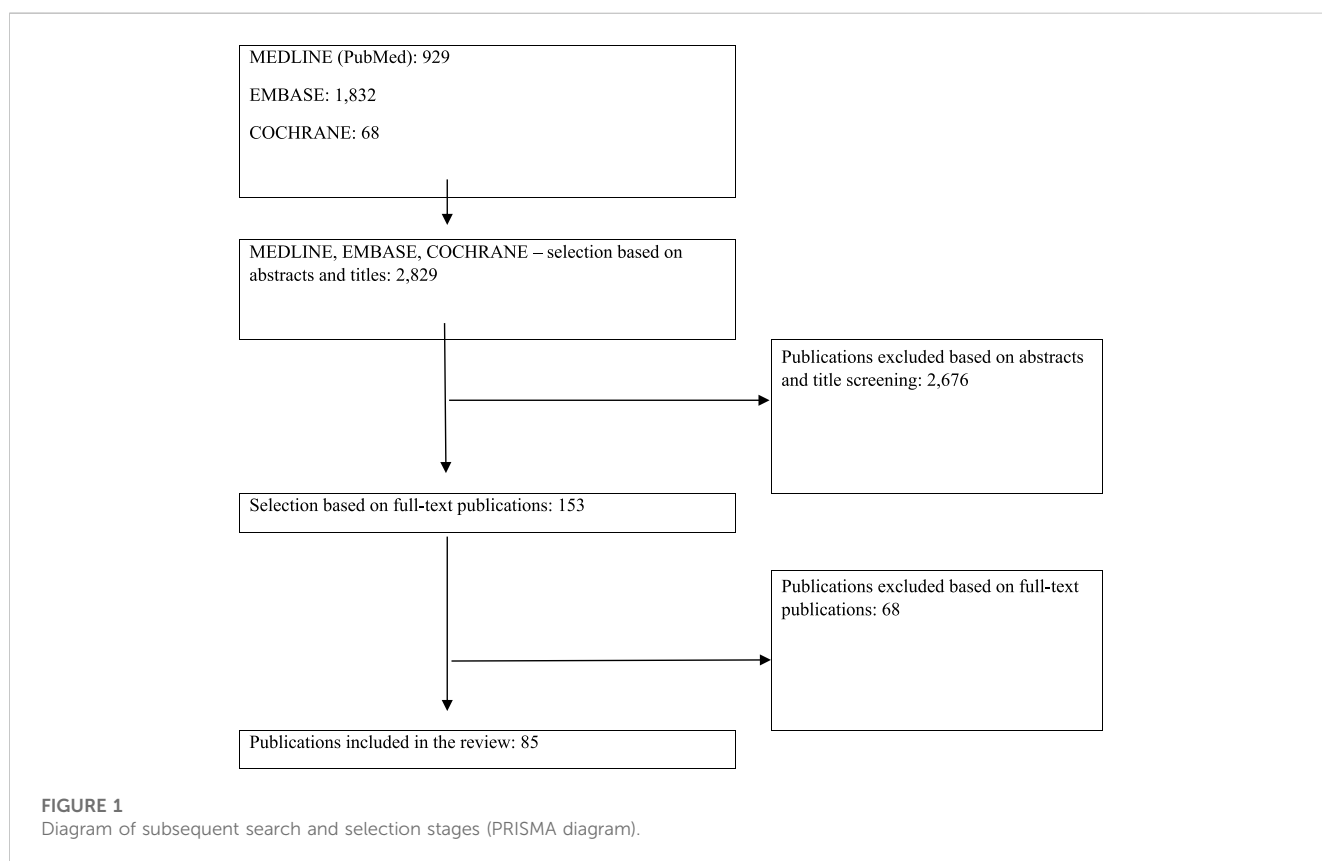 MEDLINE (PubMed): 929
EMBASE: 1,832
COCHRANE: 68
MEDLINE, EMBASE, COCHRANE – selection based on
abstracts and titles: 2,829
Publications excluded based on abstracts
and title screening: 2,676
Selection based on full-text publications: 153
Publications excluded based on full-text
publications: 68
Publications included in the review: 85
FIGURE 1
Diagram of subsequent search and selection stages (PRISMA diagram).